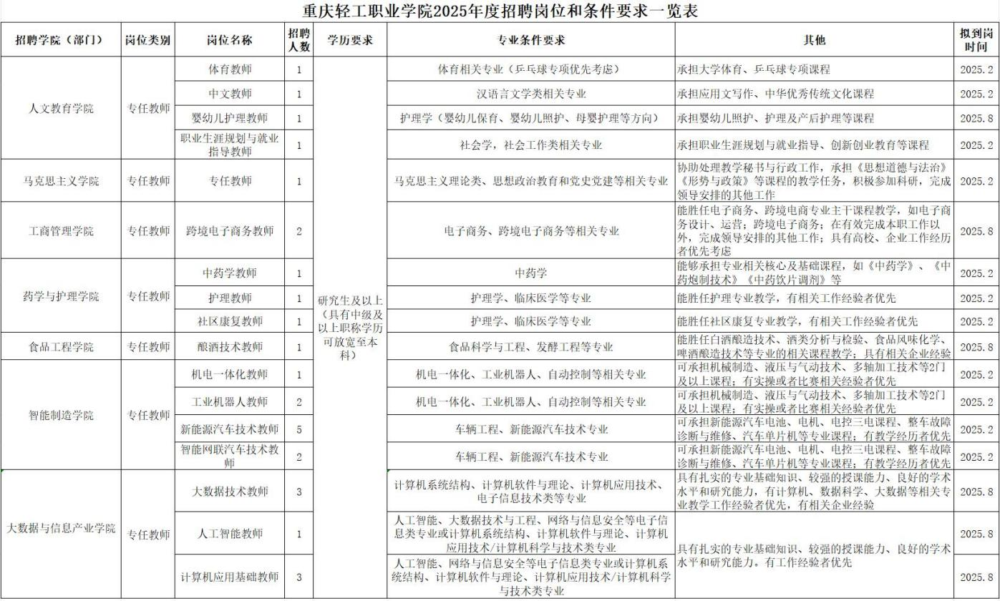 重庆轻工职业学院2025年度招聘岗位和条件要求一览表
招聘学院（部门）
岗位类别
岗位名称
招聘
人数
学历要求
专业条件要求
其他
拟到岗
时间
人文教育学院
专任教师
体育教师
1
体育相关专业（乒乓球专项优先考虑）
承担大学体育、乒乓球专项课程
2025.2
中文教师
1
汉语言文学类相关专业
承担应用文写作、中华优秀传统文化课程
2025.2
婴幼儿护理教师
1
护理学（婴幼儿保育、婴幼儿照护、母婴护理等方向）
承担婴幼儿照护、护理及产后护理等课程
2025.8
职业生涯规划与就业
指导教师
1
社会学，社会工作类相关专业
承担职业生涯规划与就业指导、创新创业教育等课程
2025.2
马克思主义学院
专任教师
专任教师
1
马克思主义理论类、思想政治教育和党史党建等相关专业
协助处理教学秘书与行政工作，承担《思想道德与法治》
《形势与政策》等课程的教学任务，积极参加科研，完成
领导安排的其他工作
2025.2
工商管理学院
专任教师
跨境电子商务教师
2
电子商务、跨境电子商务等相关专业
能胜任电子商务、跨境电商专业主干课程教学，如电子商
务设计、运营；跨境电子商务；在有效完成本职工作以
外，完成领导安排的其他工作；具有高校、企业工作经历
者优先考虑
2025.8
药学与护理学院
专任教师
中药学教师
1
中药学
能够承担专业相关核心及基础课程，如《中药学》、《中
药炮制技术》《中药饮片调剂》等
2025.2
研究生及以上
（具有中级及
以上职称学历
可放宽至本
科）
护理教师
1
护理学、临床医学等专业
能胜任护理专业教学，有相关工作经验者优先
2025.2
社区康复教师
1
护理学、临床医学等专业
能胜任社区康复专业教学，有相关工作经验者优先
2025.2
食品工程学院
专任教师
酿酒技术教师
1
食品科学与工程、发酵工程等专业
能胜任白酒酿造技术、酒类分析与检验、食品风味化学、
啤酒酿造技术等专业的相关课程教学；具有相关企业经验
2025.8
智能制造学院
专任教师
机电一体化教师
1
机电一体化、工业机器人、自动控制等相关专业
可承担机械制造、液压与气动技术、多轴加工技术等2门
及以上课程；有实操或者比赛相关经验者优先
2025.2
工业机器人教师
2
机电一体化、工业机器人、自动控制等相关专业
可承担机械制造、液压与气动技术、多轴加工技术等2门
及以上课程；有实操或者比赛相关经验者优先
2025.2
新能源汽车技术教师
5
车辆工程、新能源汽车技术专业
可承担新能源汽车电池、电机、电控三电课程、整车故障
诊断与维修、汽车单片机等专业课程；有教学经历者优先
2025.2
智能网联汽车技术教
师
2
车辆工程、新能源汽车技术专业
可承担新能源汽车电池、电机、电控三电课程、整车故障
诊断与维修、汽车单片机等专业课程；有教学经历者优先
2025.2
大数据与信息产业学院
专任教师
大数据技术教师
3
计算机系统结构、计算机软件与理论、计算机应用技术、
电子信息技术类等专业
具有扎实的专业基础知识、较强的授课能力、良好的学术
水平和研究能力，有计算机、数据科学、大数据等相关专
业教学工作经验者优先，有相关企业经验
2025.8
人工智能教师
1
人工智能、大数据技术与工程、网络与信息安全等电子信
息类专业或计算机系统结构、计算机软件与理论、计算机
应用技术/计算机科学与技术类专业
具有扎实的专业基础知识、较强的授课能力、良好的学术
水平和研究能力。有工作经验者优先
2025.8
计算机应用基础教师
3
人工智能、网络与信息安全等电子信息类专业或计算机系
统结构、计算机软件与理论、计算机应用技术/计算机科学
与技术类专业
2025.8